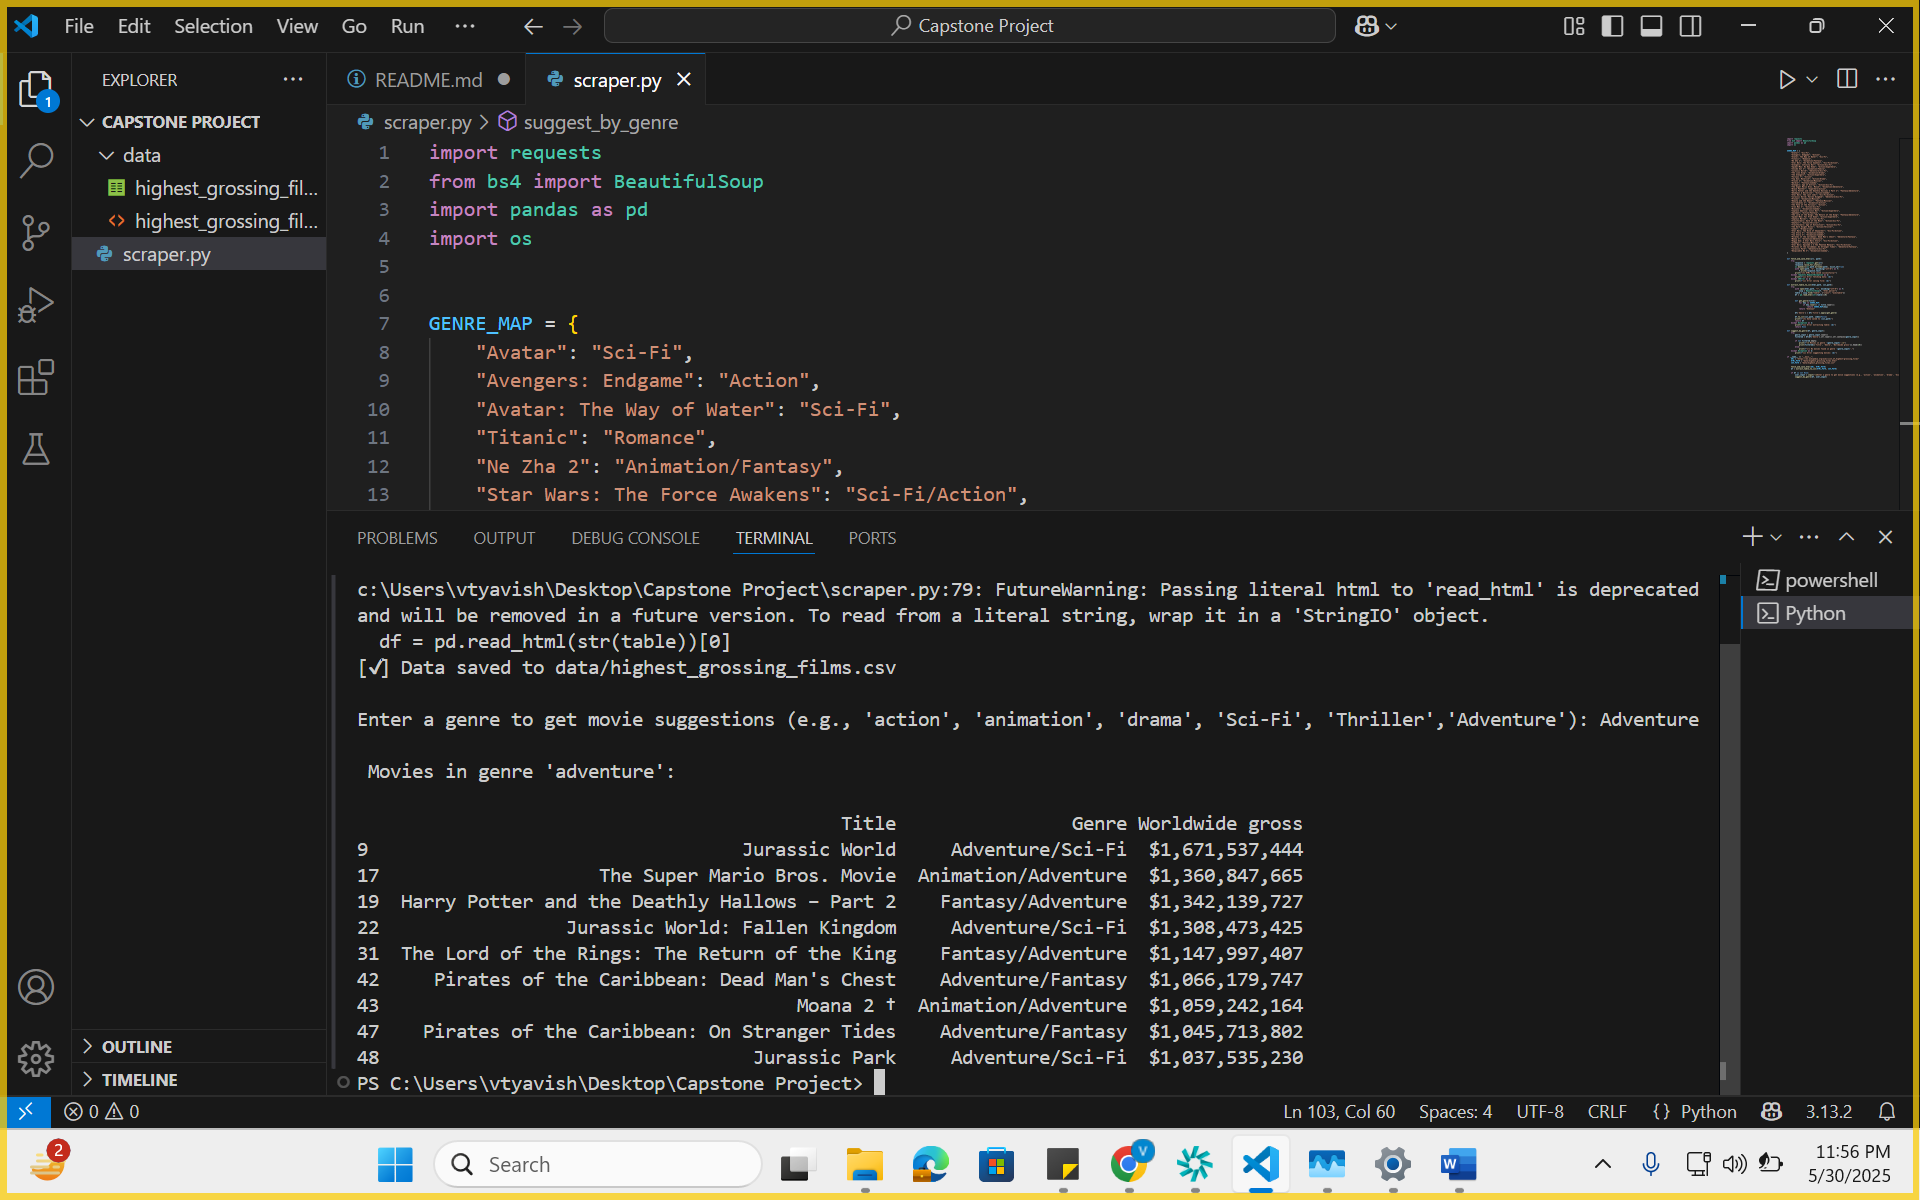 File Edit Selection View Go Run ···
Capstone Project
EXPLORER
1
CAPSTONE PROJECT
data
highest_grossing_fil...
highest_grossing_fil...
scraper.py
OUTLINE
TIMELINE
README.md
scraper.py
scraper.py > suggest_by_genre
1 import requests
2 from bs4 import BeautifulSoup
3 import pandas as pd
4 import os
5
6
7 GENRE_MAP = {
8 "Avatar": "Sci-Fi",
9 "Avengers: Endgame": "Action",
10 "Avatar: The Way of Water": "Sci-Fi",
11 "Titanic": "Romance",
12 "Ne Zha 2": "Animation/Fantasy",
13 "Star Wars: The Force Awakens": "Sci-Fi/Action",
PROBLEMS OUTPUT DEBUG CONSOLE TERMINAL PORTS
powershell
Python
c:\Users\vtyavish\Desktop\Capstone Project\scraper.py:79: FutureWarning: Passing literal html to 'read_html' is deprecated
and will be removed in a future version. To read from a literal string, wrap it in a 'StringIO' object.
df = pd.read_html(str(table))[0]
[✓] Data saved to data/highest_grossing_films.csv
Enter a genre to get movie suggestions (e.g., 'action', 'animation', 'drama', 'Sci-Fi', 'Thriller','Adventure'): Adventure
Movies in genre 'adventure':
Title Genre Worldwide gross
9 Jurassic World Adventure/Sci-Fi $1,671,537,444
17 The Super Mario Bros. Movie Animation/Adventure $1,360,847,665
19 Harry Potter and the Deathly Hallows – Part 2 Fantasy/Adventure $1,342,139,727
22 Jurassic World: Fallen Kingdom Adventure/Sci-Fi $1,308,473,425
31 The Lord of the Rings: The Return of the King Fantasy/Adventure $1,147,997,407
42 Pirates of the Caribbean: Dead Man's Chest Adventure/Fantasy $1,066,179,747
43 Moana 2 † Animation/Adventure $1,059,242,164
47 Pirates of the Caribbean: On Stranger Tides Adventure/Fantasy $1,045,713,802
48 Jurassic Park Adventure/Sci-Fi $1,037,535,230
PS C:\Users\vtyavish\Desktop\Capstone Project>
0 0 Ln 103, Col 60 Spaces: 4 UTF-8 CRLF {} Python 3.13.2
2
Search
V
W
11:56 PM
5/30/2025